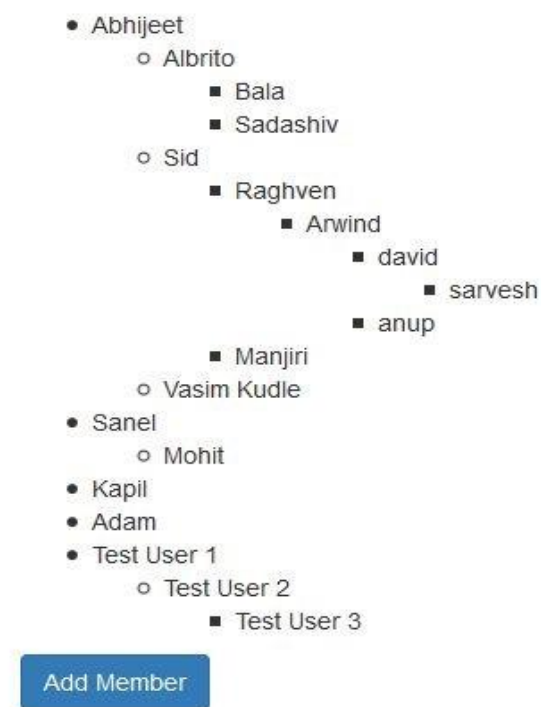 Abhijeet
Albrito
Bala
Sadashiv
Sid
Raghven
Arwind
david
sarvesh
anup
Manjiri
Vasim Kudle
Sanel
Mohit
Kapil
Adam
Test User 1
Test User 2
Test User 3
Add Member